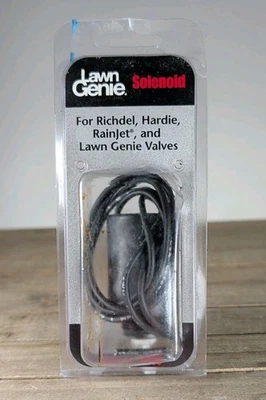 Lawn
Genie. Solenoid
For Richdel, Hardie,
RainJet®, and
Lawn Genie Valves